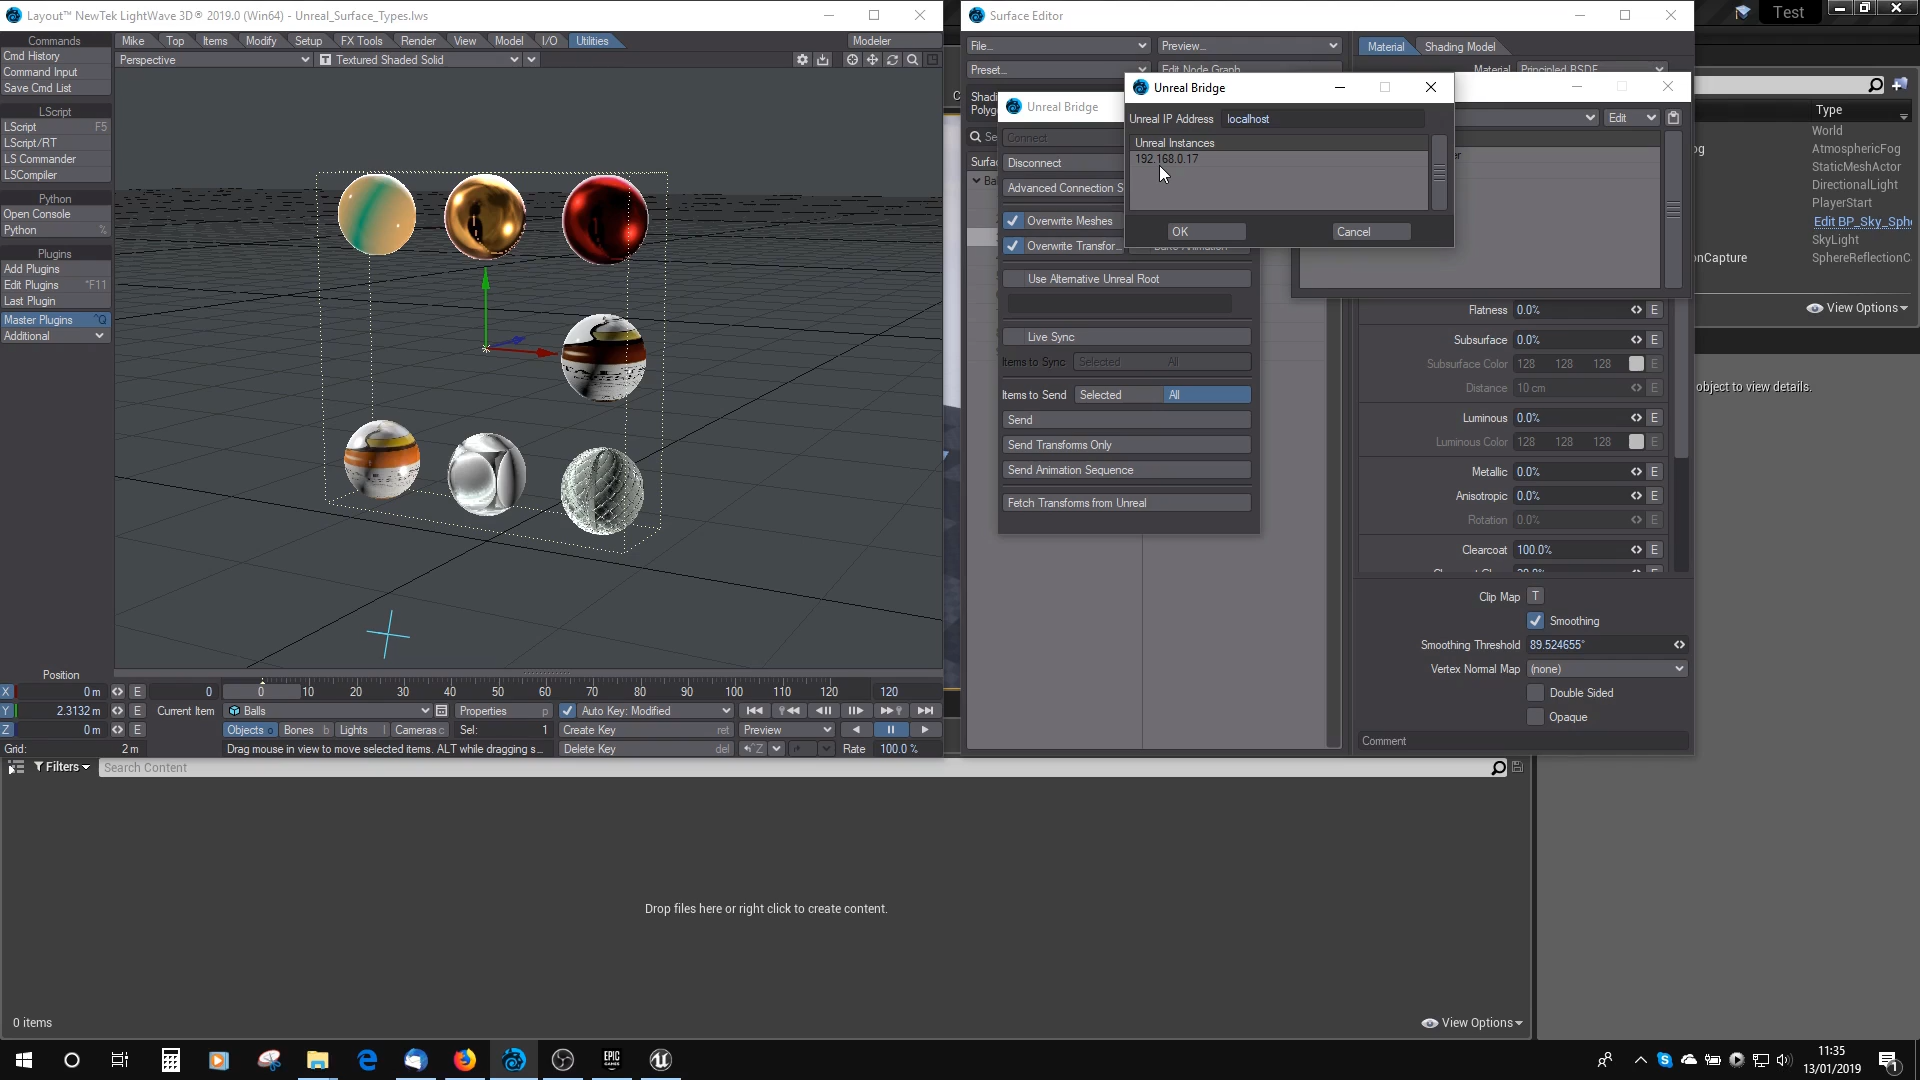 Layout™ NewTek LightWave 3D® 2019.0 (Win64) - Unreal_Surface_Types.lws
Commands
Cmd History
Command Input
Save Cmd List
LScript
LScript F5
LScript/RT
LS Commander
LSCompiler
Python
Open Console
Python %
Plugins
Add Plugins
Edit Plugins ^F11
Last Plugin
Master Plugins ^Q
Additional
Mike Top Items Modify Setup FX Tools Render View Model I/O Utilities Modeler
Perspective
T Textured Shaded Solid
Position
X 0 m E
Y 2.3132 m E
Z 0 m E
Grid: 2 m
0 0 10 20 30 40 50 60 70 80 90 100 110 120 120
Current Item Balls Properties p Auto Key: Modified
Objects o Bones b Lights l Cameras c Sel: 1 Create Key ret Preview
Drag mouse in view to move selected items. ALT while dragging s... Delete Key del ^Z Rate 100.0 %
Surface Editor
File... Preview...
Preset... Edit Node Graph
Material Shading Model
Material Principled BSDF
Unreal Bridge
Connect
Disconnect
Advanced Connection S
Overwrite Meshes
Overwrite Transfor...
Use Alternative Unreal Root
Live Sync
Items to Sync Selected All
Items to Send Selected All
Send
Send Transforms Only
Send Animation Sequence
Fetch Transforms from Unreal
Unreal Bridge
Unreal IP Address localhost
Unreal Instances
192.168.0.17
OK Cancel
Edit
Flatness 0.0% E
Subsurface 0.0% E
Subsurface Color 128 128 128 E
Distance 10 cm E
Luminous 0.0% E
Luminous Color 128 128 128 E
Metallic 0.0% E
Anisotropic 0.0% E
Rotation 0.0% E
Clearcoat 100.0% E
Clip Map T
Smoothing
Smoothing Threshold 89.524655°
Vertex Normal Map (none)
Double Sided
Opaque
Comment
Test
Type
World
AtmosphericFog
StaticMeshActor
DirectionalLight
PlayerStart
Edit BP_Sky_Sphe
SkyLight
onCapture SphereReflectionC
View Options
object to view details.
Filters Search Content
Drop files here or right click to create content.
0 items
View Options
EPIC
GAMES
11:35
13/01/2019
1